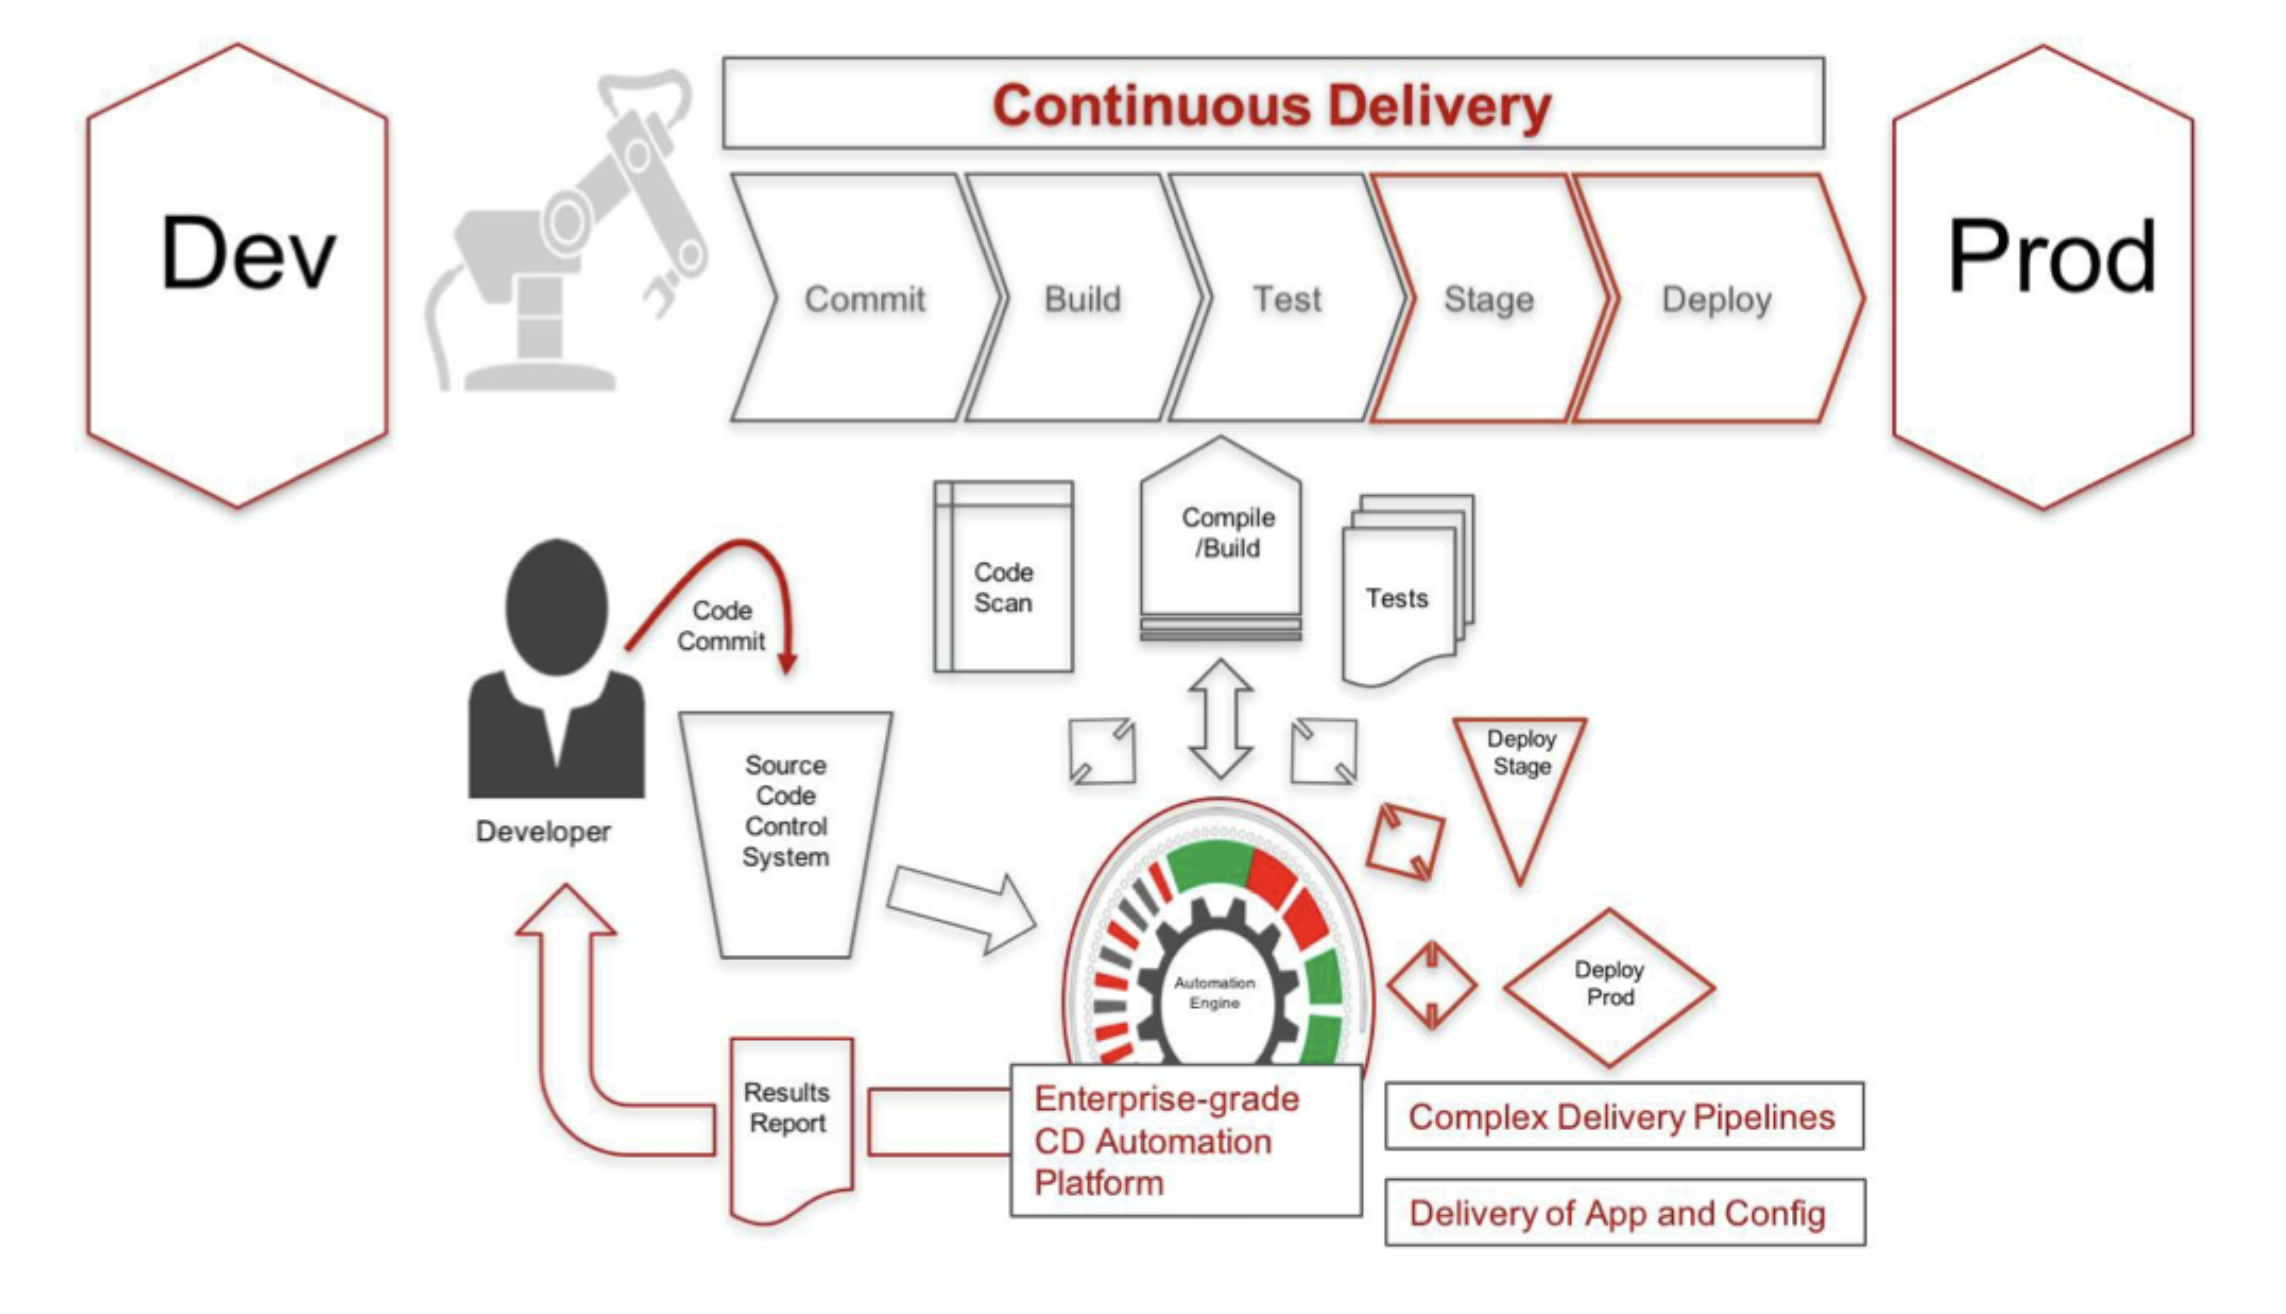 Continuous Delivery
Dev
Commit
Build
Test
Stage
Deploy
Prod
Code
Scan
Compile
/Build
Tests
Code
Commit
Developer
Source
Code
Control
System
Deploy
Stage
Automation
Engine
Deploy
Prod
Results
Report
Enterprise-grade
CD Automation
Platform
Complex Delivery Pipelines
Delivery of App and Config